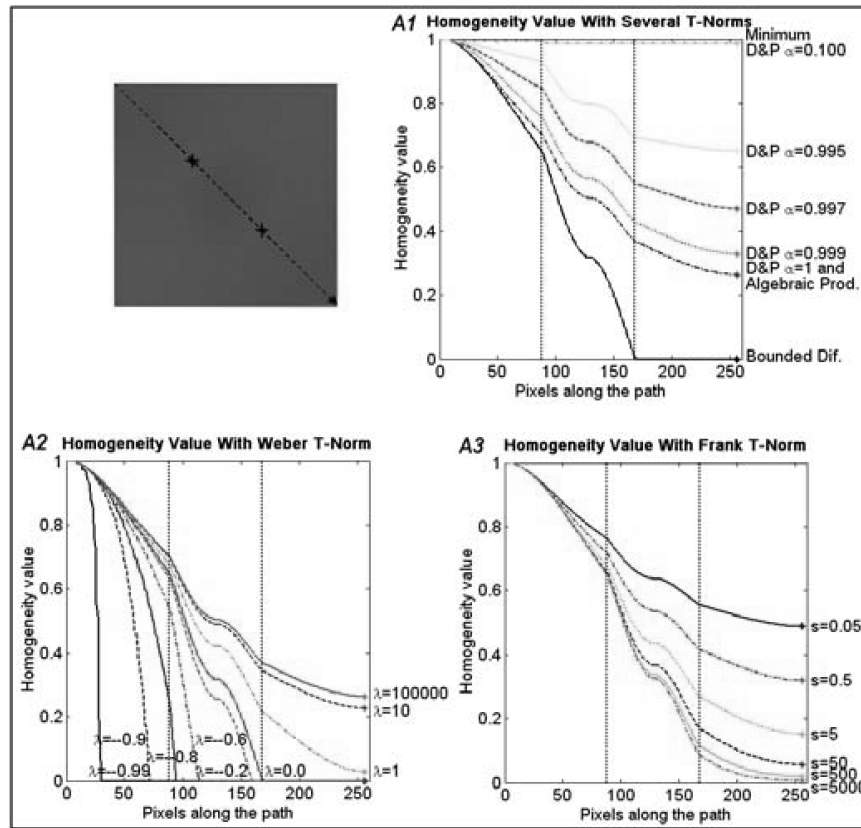 A1 Homogeneity Value With Several T-Norms
Homogeneity value
1
0.8
0.6
0.4
0.2
0
0 50 100 150 200 250
Pixels along the path
Minimum
D&P α=0.100
D&P α=0.995
D&P α=0.997
D&P α=0.999
D&P α=1 and
Algebraic Prod.
Bounded Dif.
A2 Homogeneity Value With Weber T-Norm
Homogeneity value
1
0.8
0.6
0.4
0.2
0
0 50 100 150 200 250
Pixels along the path
λ=100000
λ=10
λ=1
λ=--0.9
λ=--0.6
λ=--0.8
λ=--0.99
λ=--0.2
λ=0.0
A3 Homogeneity Value With Frank T-Norm
Homogeneity value
1
0.8
0.6
0.4
0.2
0
0 50 100 150 200 250
Pixels along the path
s=0.05
s=0.5
s=5
s=50
s=500
s=5000